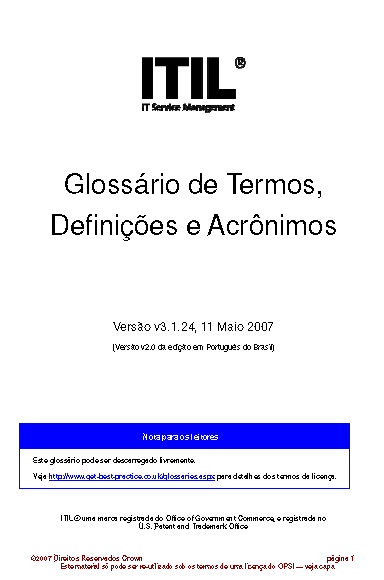 ITIL®
IT Service Management
Glossário de Termos,
Definições e Acrônimos
Versão v3.1.24, 11 Maio 2007
(Versão v2.0 da edição em Português do Brasil)
Nota para os leitores
Este glossário pode ser descarregado livremente.
Veja http://www.get-best-practice.co.uk/glossaries.aspx para detalhes dos termos da licença.
ITIL® uma marca registrada do Office of Government Commerce, e registrada no
U.S. Patent and Trademark Office
©2007 Direitos Reservados Crown página 1
Este material só pode ser re-utilizado sob os termos de uma licença do OPSI — veja capa